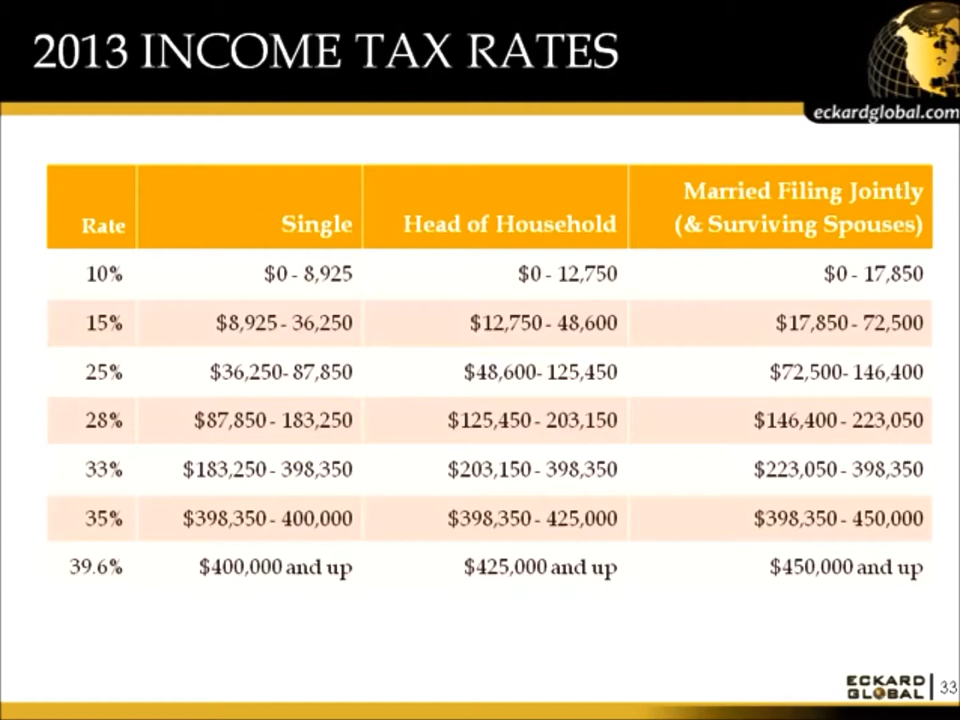 2013 INCOME TAX RATES
eckardglobal.com
Rate Single Head of Household Married Filing Jointly (& Surviving Spouses)
10% $0 - 8,925 $0 - 12,750 $0 - 17,850
15% $8,925 - 36,250 $12,750 - 48,600 $17,850 - 72,500
25% $36,250- 87,850 $48,600- 125,450 $72,500- 146,400
28% $87,850 - 183,250 $125,450 - 203,150 $146,400 - 223,050
33% $183,250 - 398,350 $203,150 - 398,350 $223,050 - 398,350
35% $398,350 - 400,000 $398,350 - 425,000 $398,350 - 450,000
39.6% $400,000 and up $425,000 and up $450,000 and up
ECKARD
GLOBAL
33